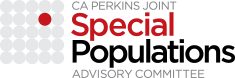 CA PERKINS JOINT
Special
Populations
ADVISORY COMMITTEE